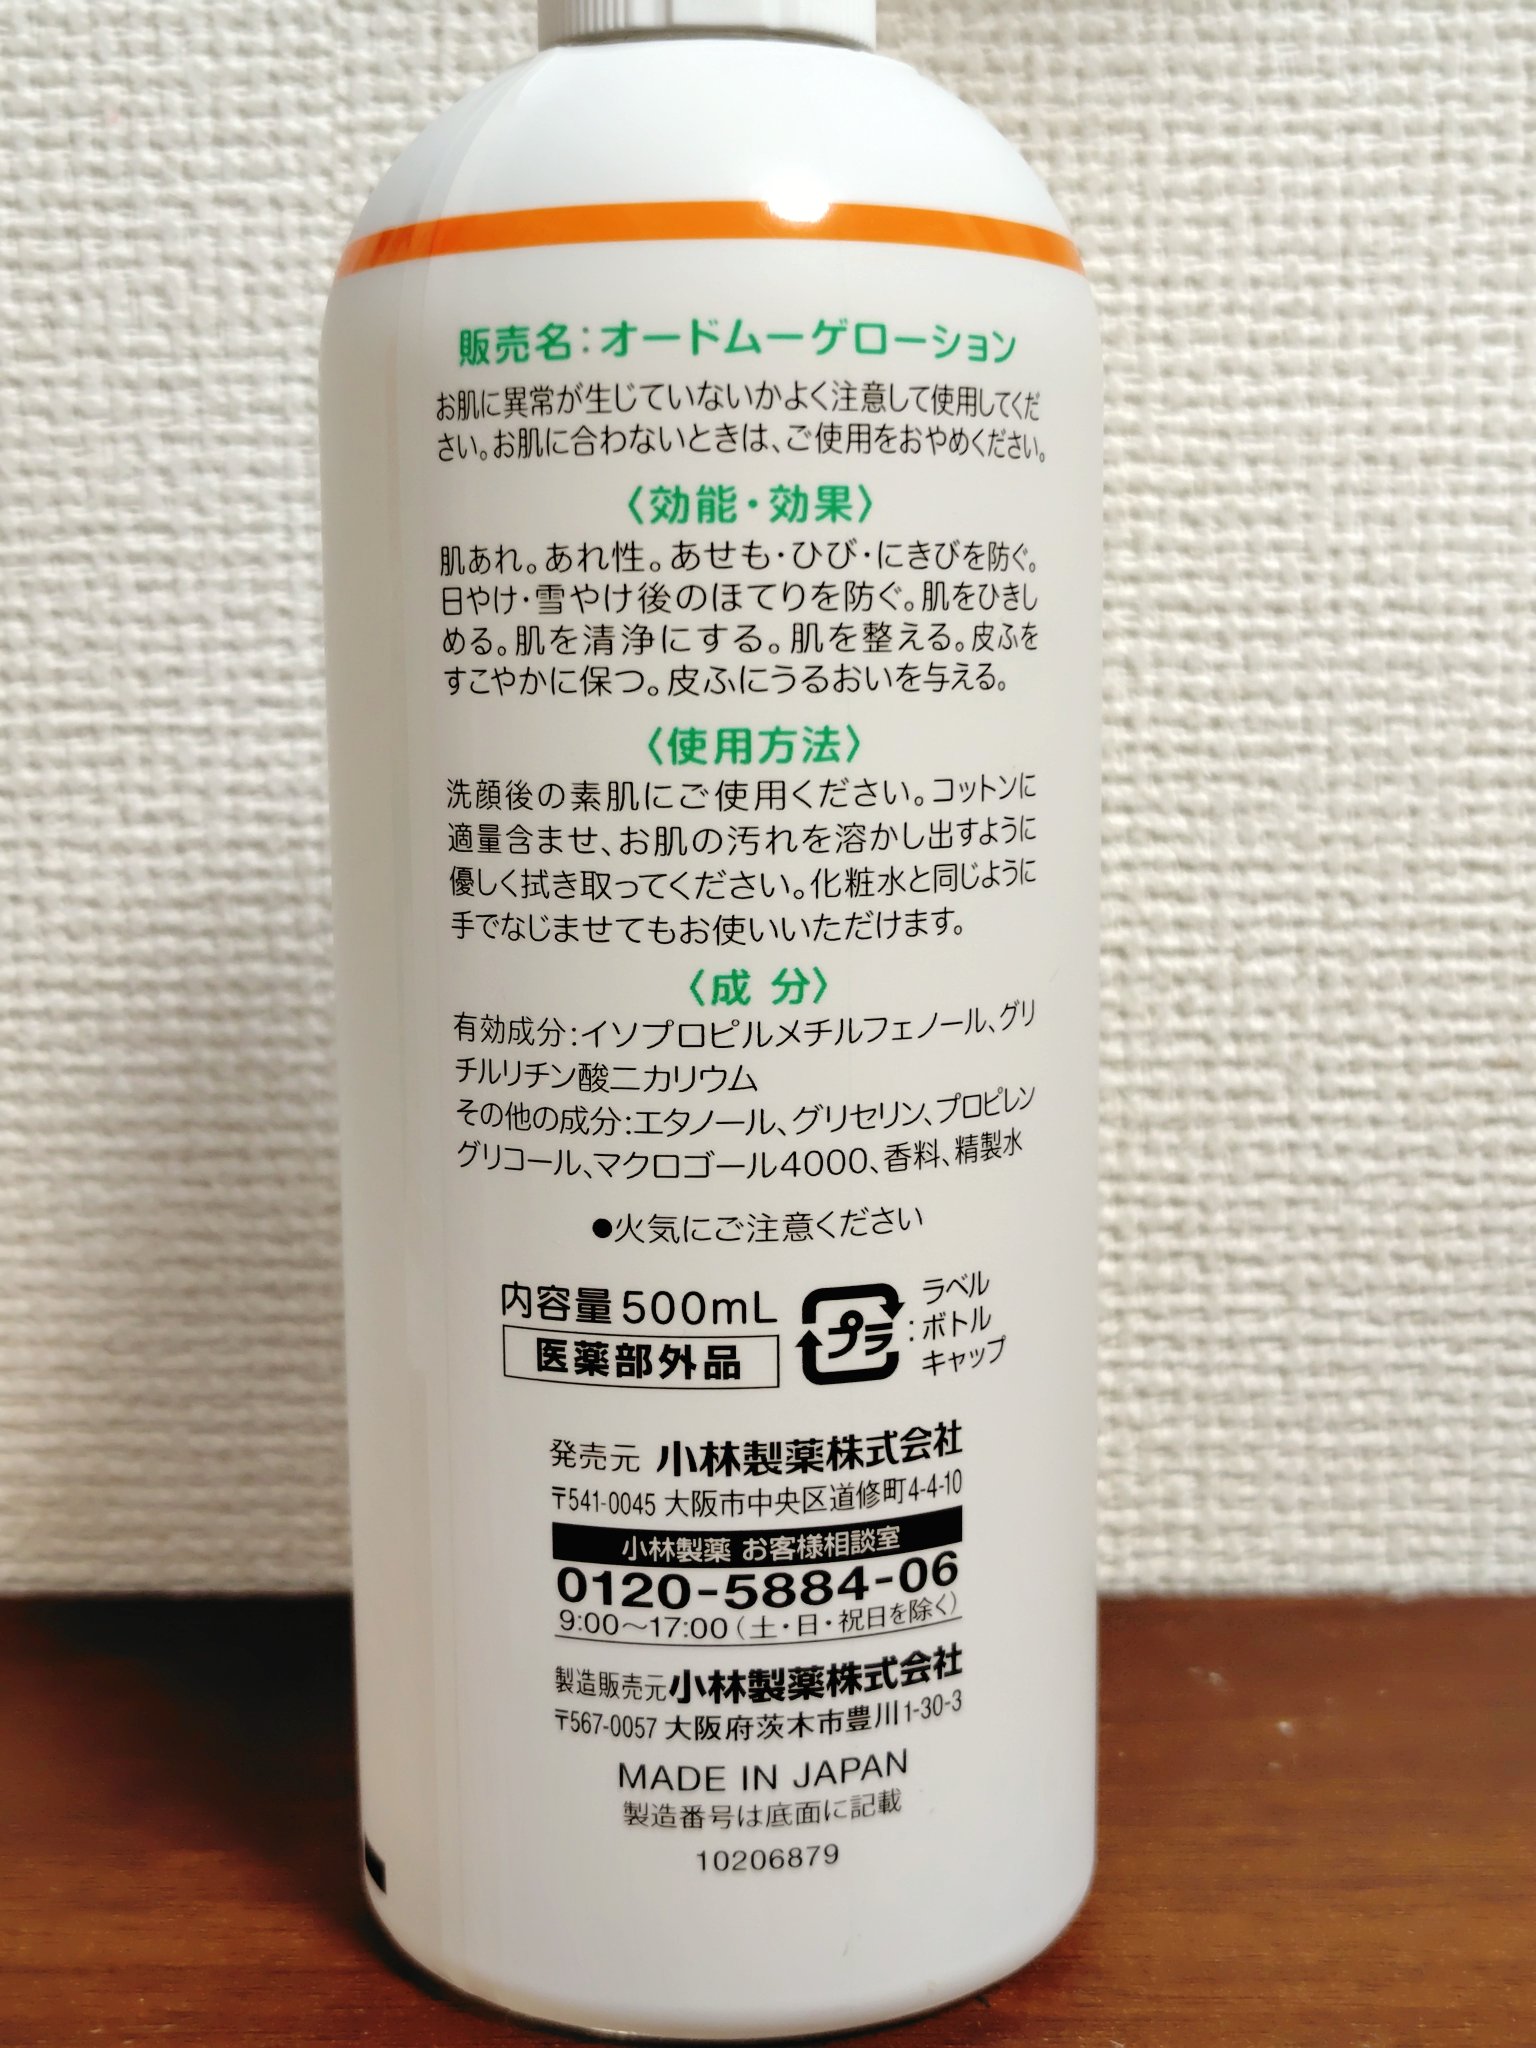 販売名：オードムーゲローション
お肌に異常が生じていないかよく注意して使用してくだ
さい。お肌に合わないときは、ご使用をおやめください。
〈効能・効果〉
肌あれ。あれ性。あせも・ひび・にきびを防ぐ。
日やけ・雪やけ後のほてりを防ぐ。肌をひきし
める。肌を清浄にする。肌を整える。皮ふを
すこやかに保つ。皮ふにうるおいを与える。
〈使用方法〉
洗顔後の素肌にご使用ください。コットンに
適量含ませ、お肌の汚れを溶かし出すように
優しく拭き取ってください。化粧水と同じように
手でなじませてもお使いいただけます。
〈成 分〉
有効成分：イソプロピルメチルフェノール、グリ
チルリチン酸ニカリウム
その他の成分：エタノール、グリセリン、プロピレン
グリコール、マクロゴール4000、香料、精製水
●火気にご注意ください
内容量500mL
医薬部外品
プラ
：
ラベル
ボトル
キャップ
発売元 小林製薬株式会社
〒541-0045 大阪市中央区道修町4-4-10
小林製薬 お客様相談室
0120-5884-06
9:00～17:00（土・日・祝日を除く）
製造販売元小林製薬株式会社
〒567-0057 大阪府茨木市豊川1-30-3
MADE IN JAPAN
製造番号は底面に記載
10206879